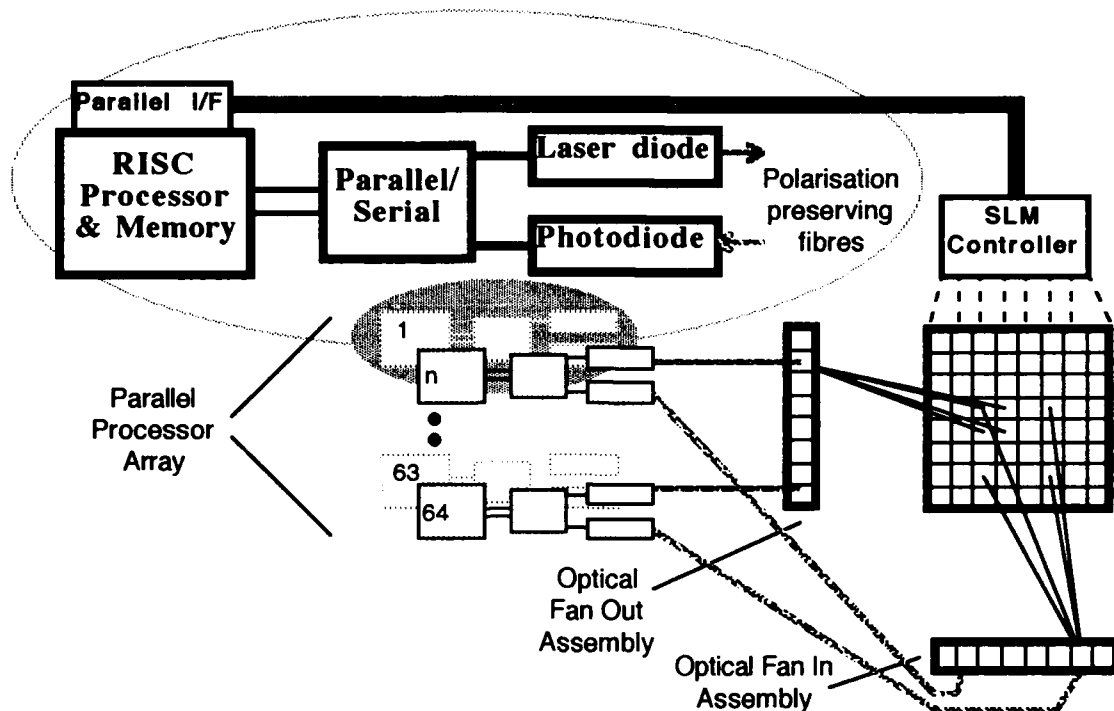 Parallel I/F
RISC
Processor
& Memory
Parallel/
Serial
Laser diode
Photodiode
Polarisation
preserving
fibres
SLM
Controller
1
n
63
64
Parallel
Processor
Array
Optical
Fan Out
Assembly
Optical Fan In
Assembly